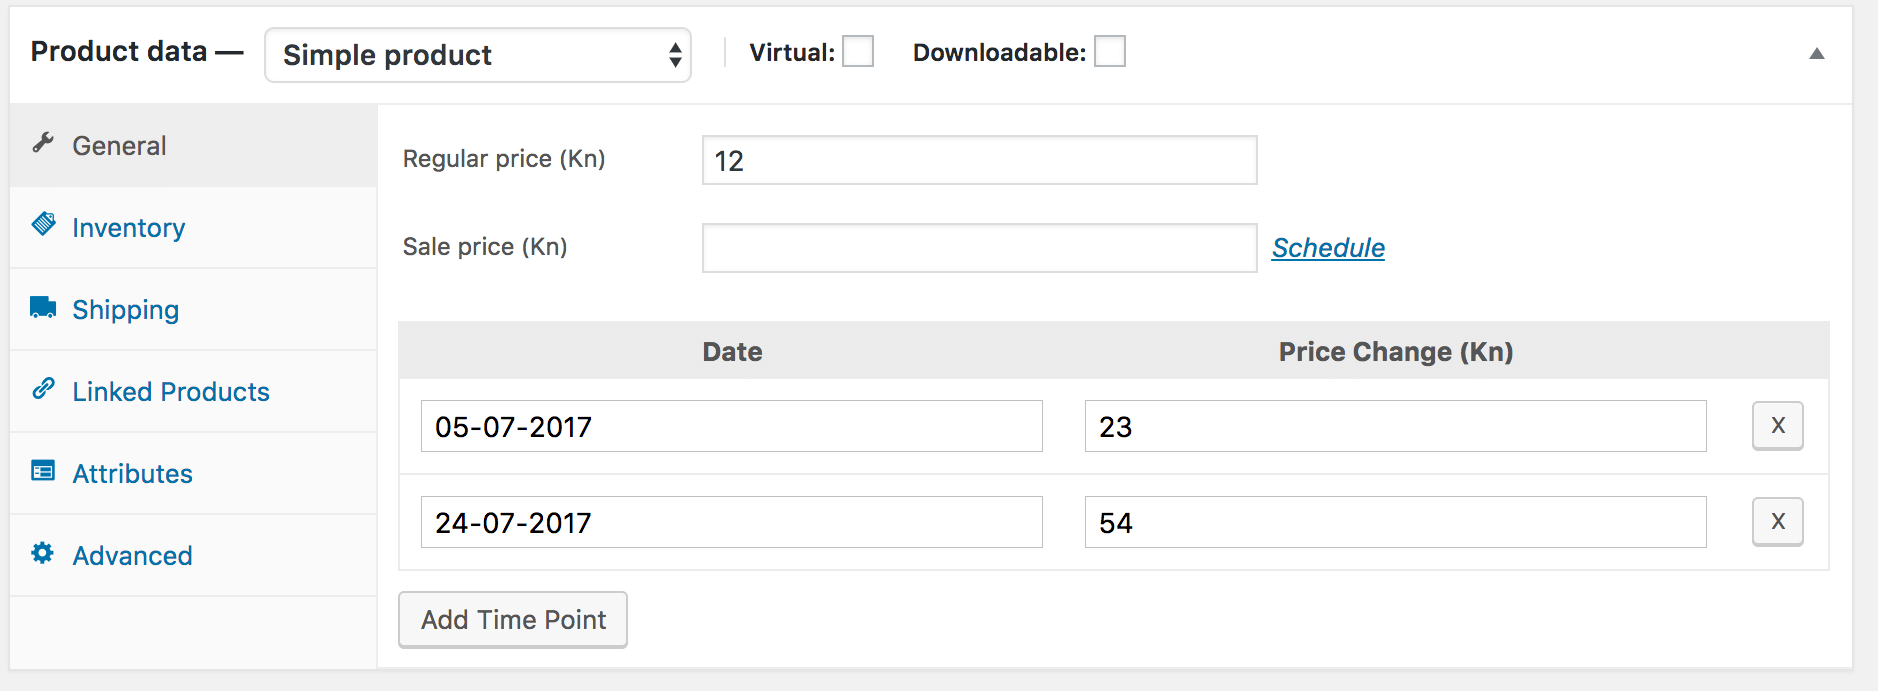 Product data —
Simple product
Virtual:
Downloadable:
General
Inventory
Shipping
Linked Products
Attributes
Advanced
Regular price (Kn)
12
Sale price (Kn)
Schedule
Date
Price Change (Kn)
05-07-2017
23
X
24-07-2017
54
X
Add Time Point